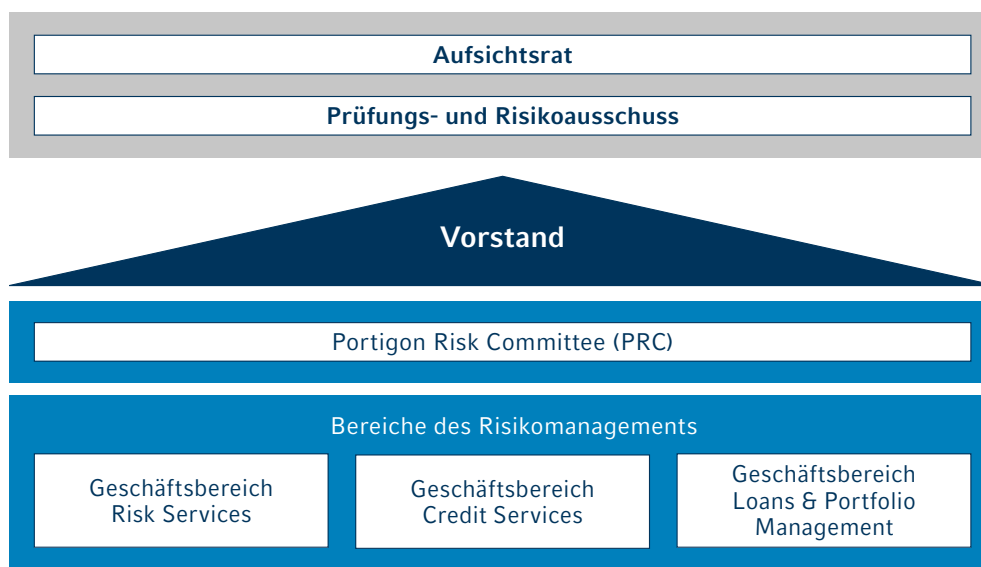 Aufsichtsrat
Prüfungs- und Risikoausschuss
Vorstand
Portigon Risk Committee (PRC)
Bereiche des Risikomanagements
Geschäftsbereich
Risk Services
Geschäftsbereich
Credit Services
Geschäftsbereich
Loans & Portfolio
Management